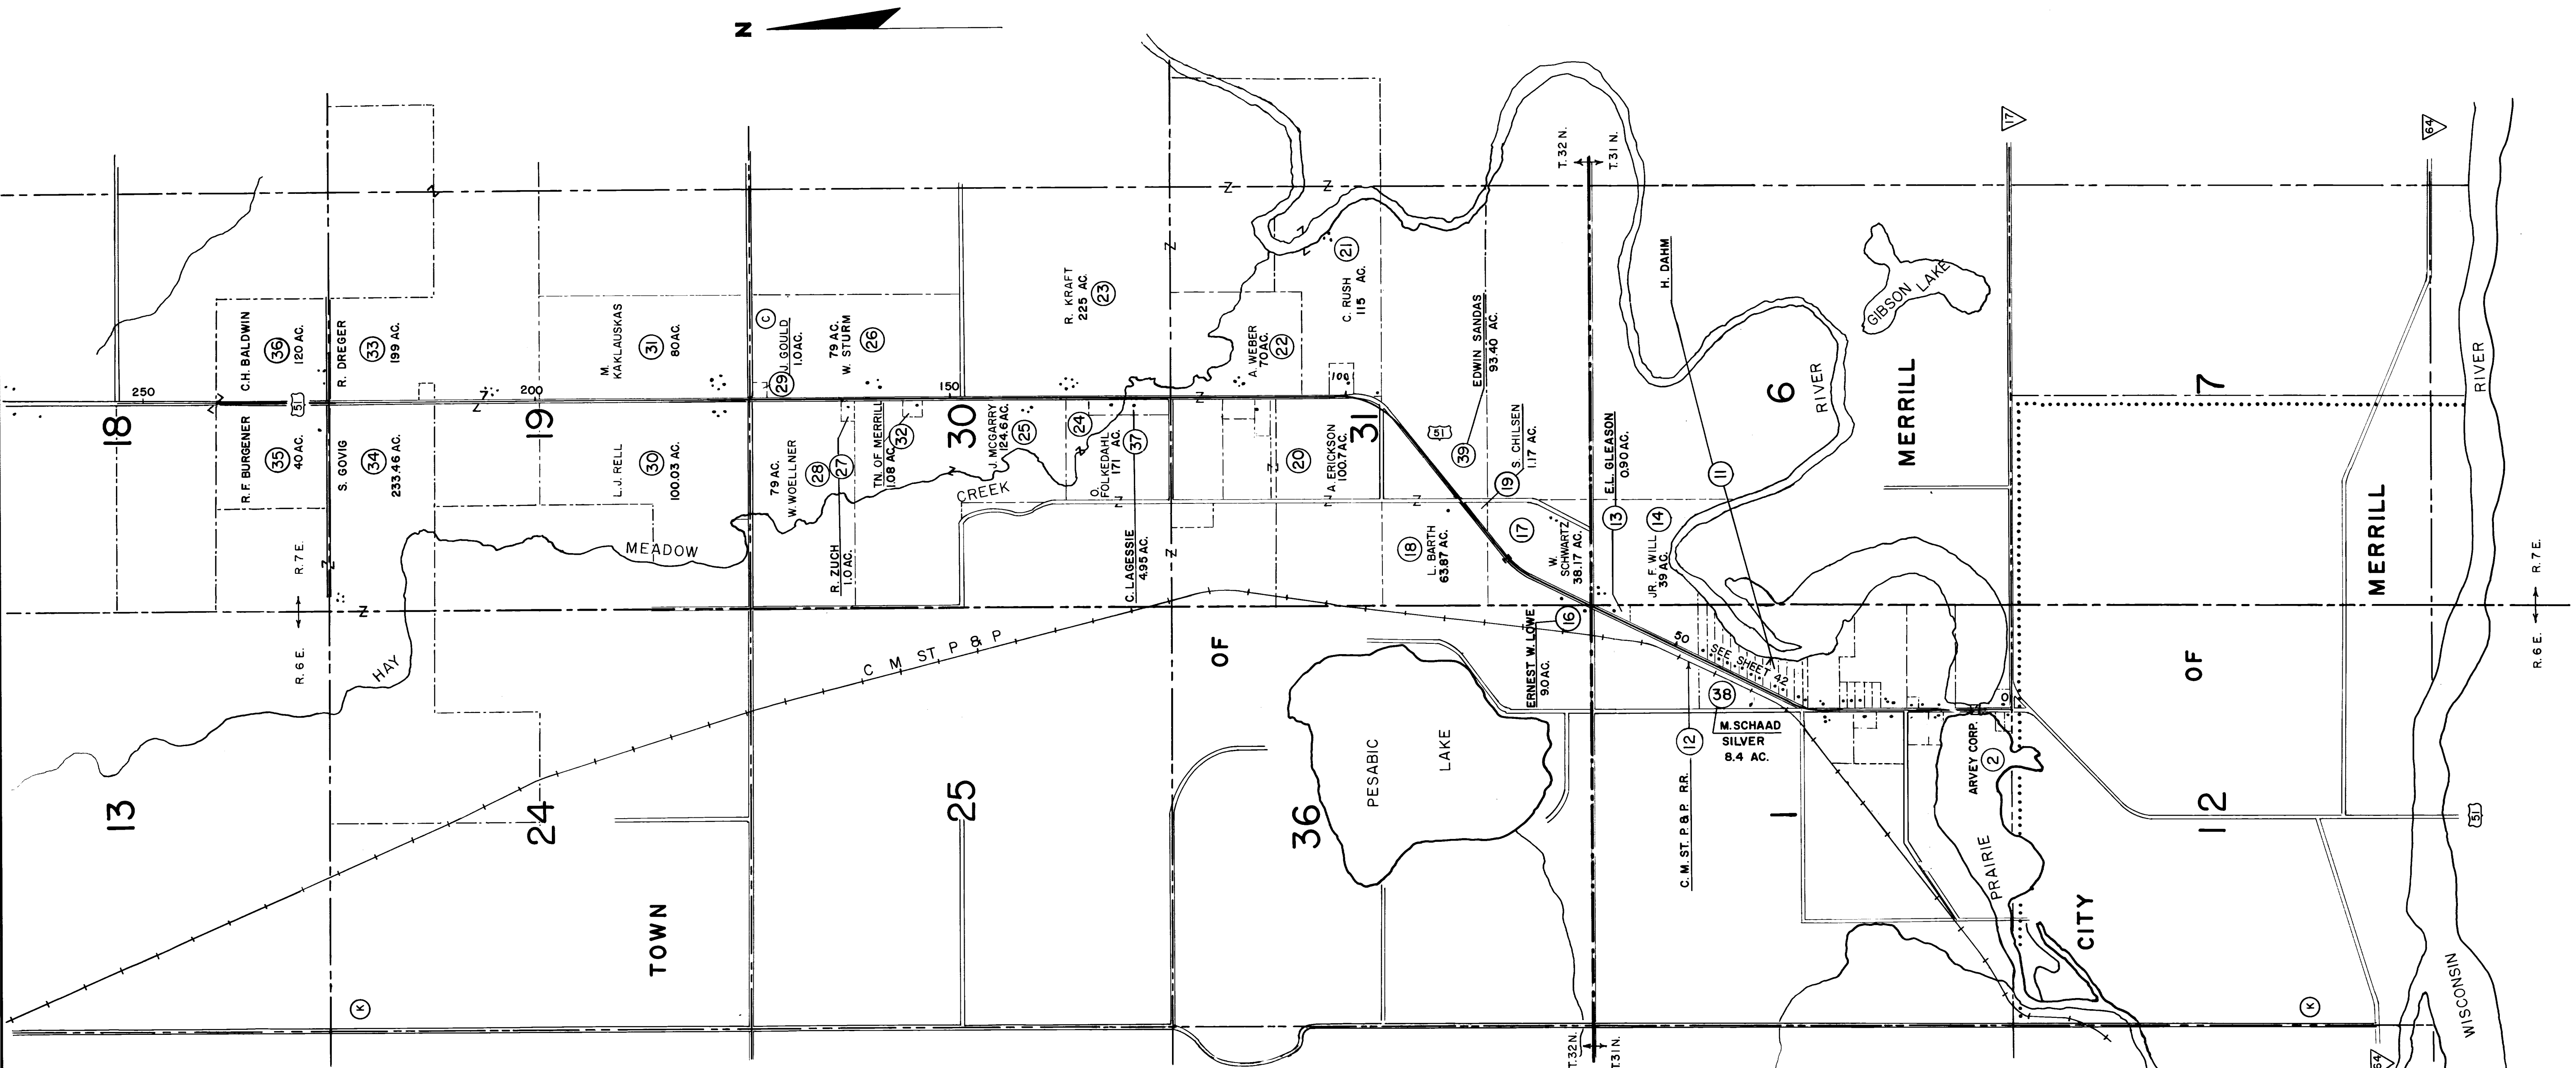 N
250
18
C.H. BALDWIN
36
120 AC.
R.F. BURGENER
35
40 AC.
51
R. DREGER
33
199 AC.
S. GOVIG
34
233.46 AC.
R. 7 E.
R. 6 E.
HAY
13
K
200
19
24
M.
KAKLAUSKAS
31
80 AC.
L.J. RELL
30
100.03 AC.
MEADOW
TOWN
C
J. GOULD
1.0 AC.
29
79 AC.
W. STURM
26
79 AC.
W. WOELLNER
28
27
R. ZUCH
1.0 AC.
TN. OF MERRILL
1.08 AC.
32
150
30
J. MCGARRY
124.6 AC.
25
CREEK
C M ST. P & P
25
R. KRAFT
225 AC.
23
24
O.
FOLKEDAHL
171 AC.
37
C. LAGESSIE
4.95 AC.
OF
A. WEBER
70 AC.
22
C. RUSH
115 AC.
21
100
20
A. ERICKSON
100.7 AC.
31
51
EDWIN SANDAS
93.40 AC.
39
S. CHILSEN
1.17 AC.
19
18
L. BARTH
63.87 AC.
17
W.
SCHWARTZ
38.17 AC.
ERNEST W. LOWE
9.0 AC.
16
36
PESABIC
LAKE
T. 32 N.
T. 31 N.
T. 32 N.
T. 31 N.
E.L. GLEASON
0.90 AC.
13
JR. F. WILL
39 AC.
14
H. DAHM
11
50
SEE SHEET 42
12
C. M. ST. P. & P. R.R.
38
M. SCHAAD
SILVER
8.4 AC.
6
RIVER
GIBSON LAKE
MERRILL
1
0
ARVEY CORP.
2
PRAIRIE
17
CITY
OF
MERRILL
7
12
64
K
64
51
RIVER
WISCONSIN
R. 7 E.
R. 6 E.